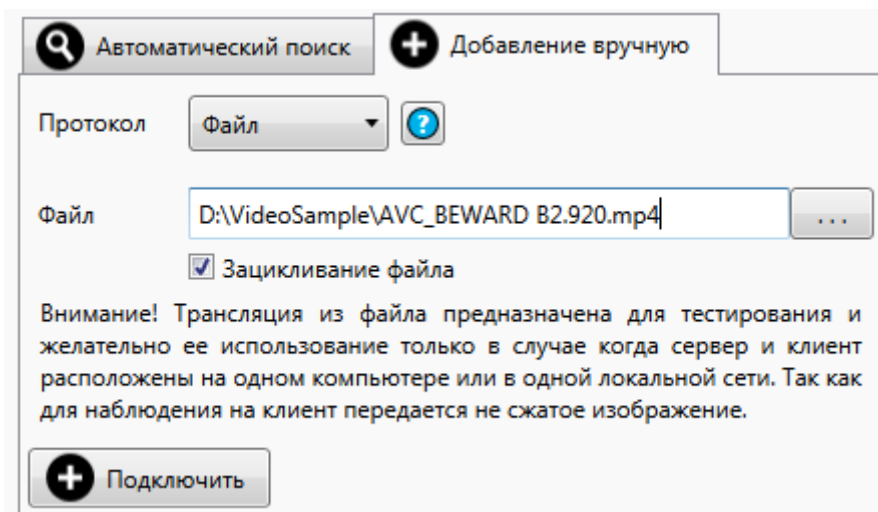 Автоматический поиск
Добавление вручную
Протокол
Файл
Файл
D:\VideoSample\AVC_BEWARD B2.920.mp4
...
Зацикливание файла
Внимание! Трансляция из файла предназначена для тестирования и
желательно ее использование только в случае когда сервер и клиент
расположены на одном компьютере или в одной локальной сети. Так как
для наблюдения на клиент передается не сжатое изображение.
Подключить